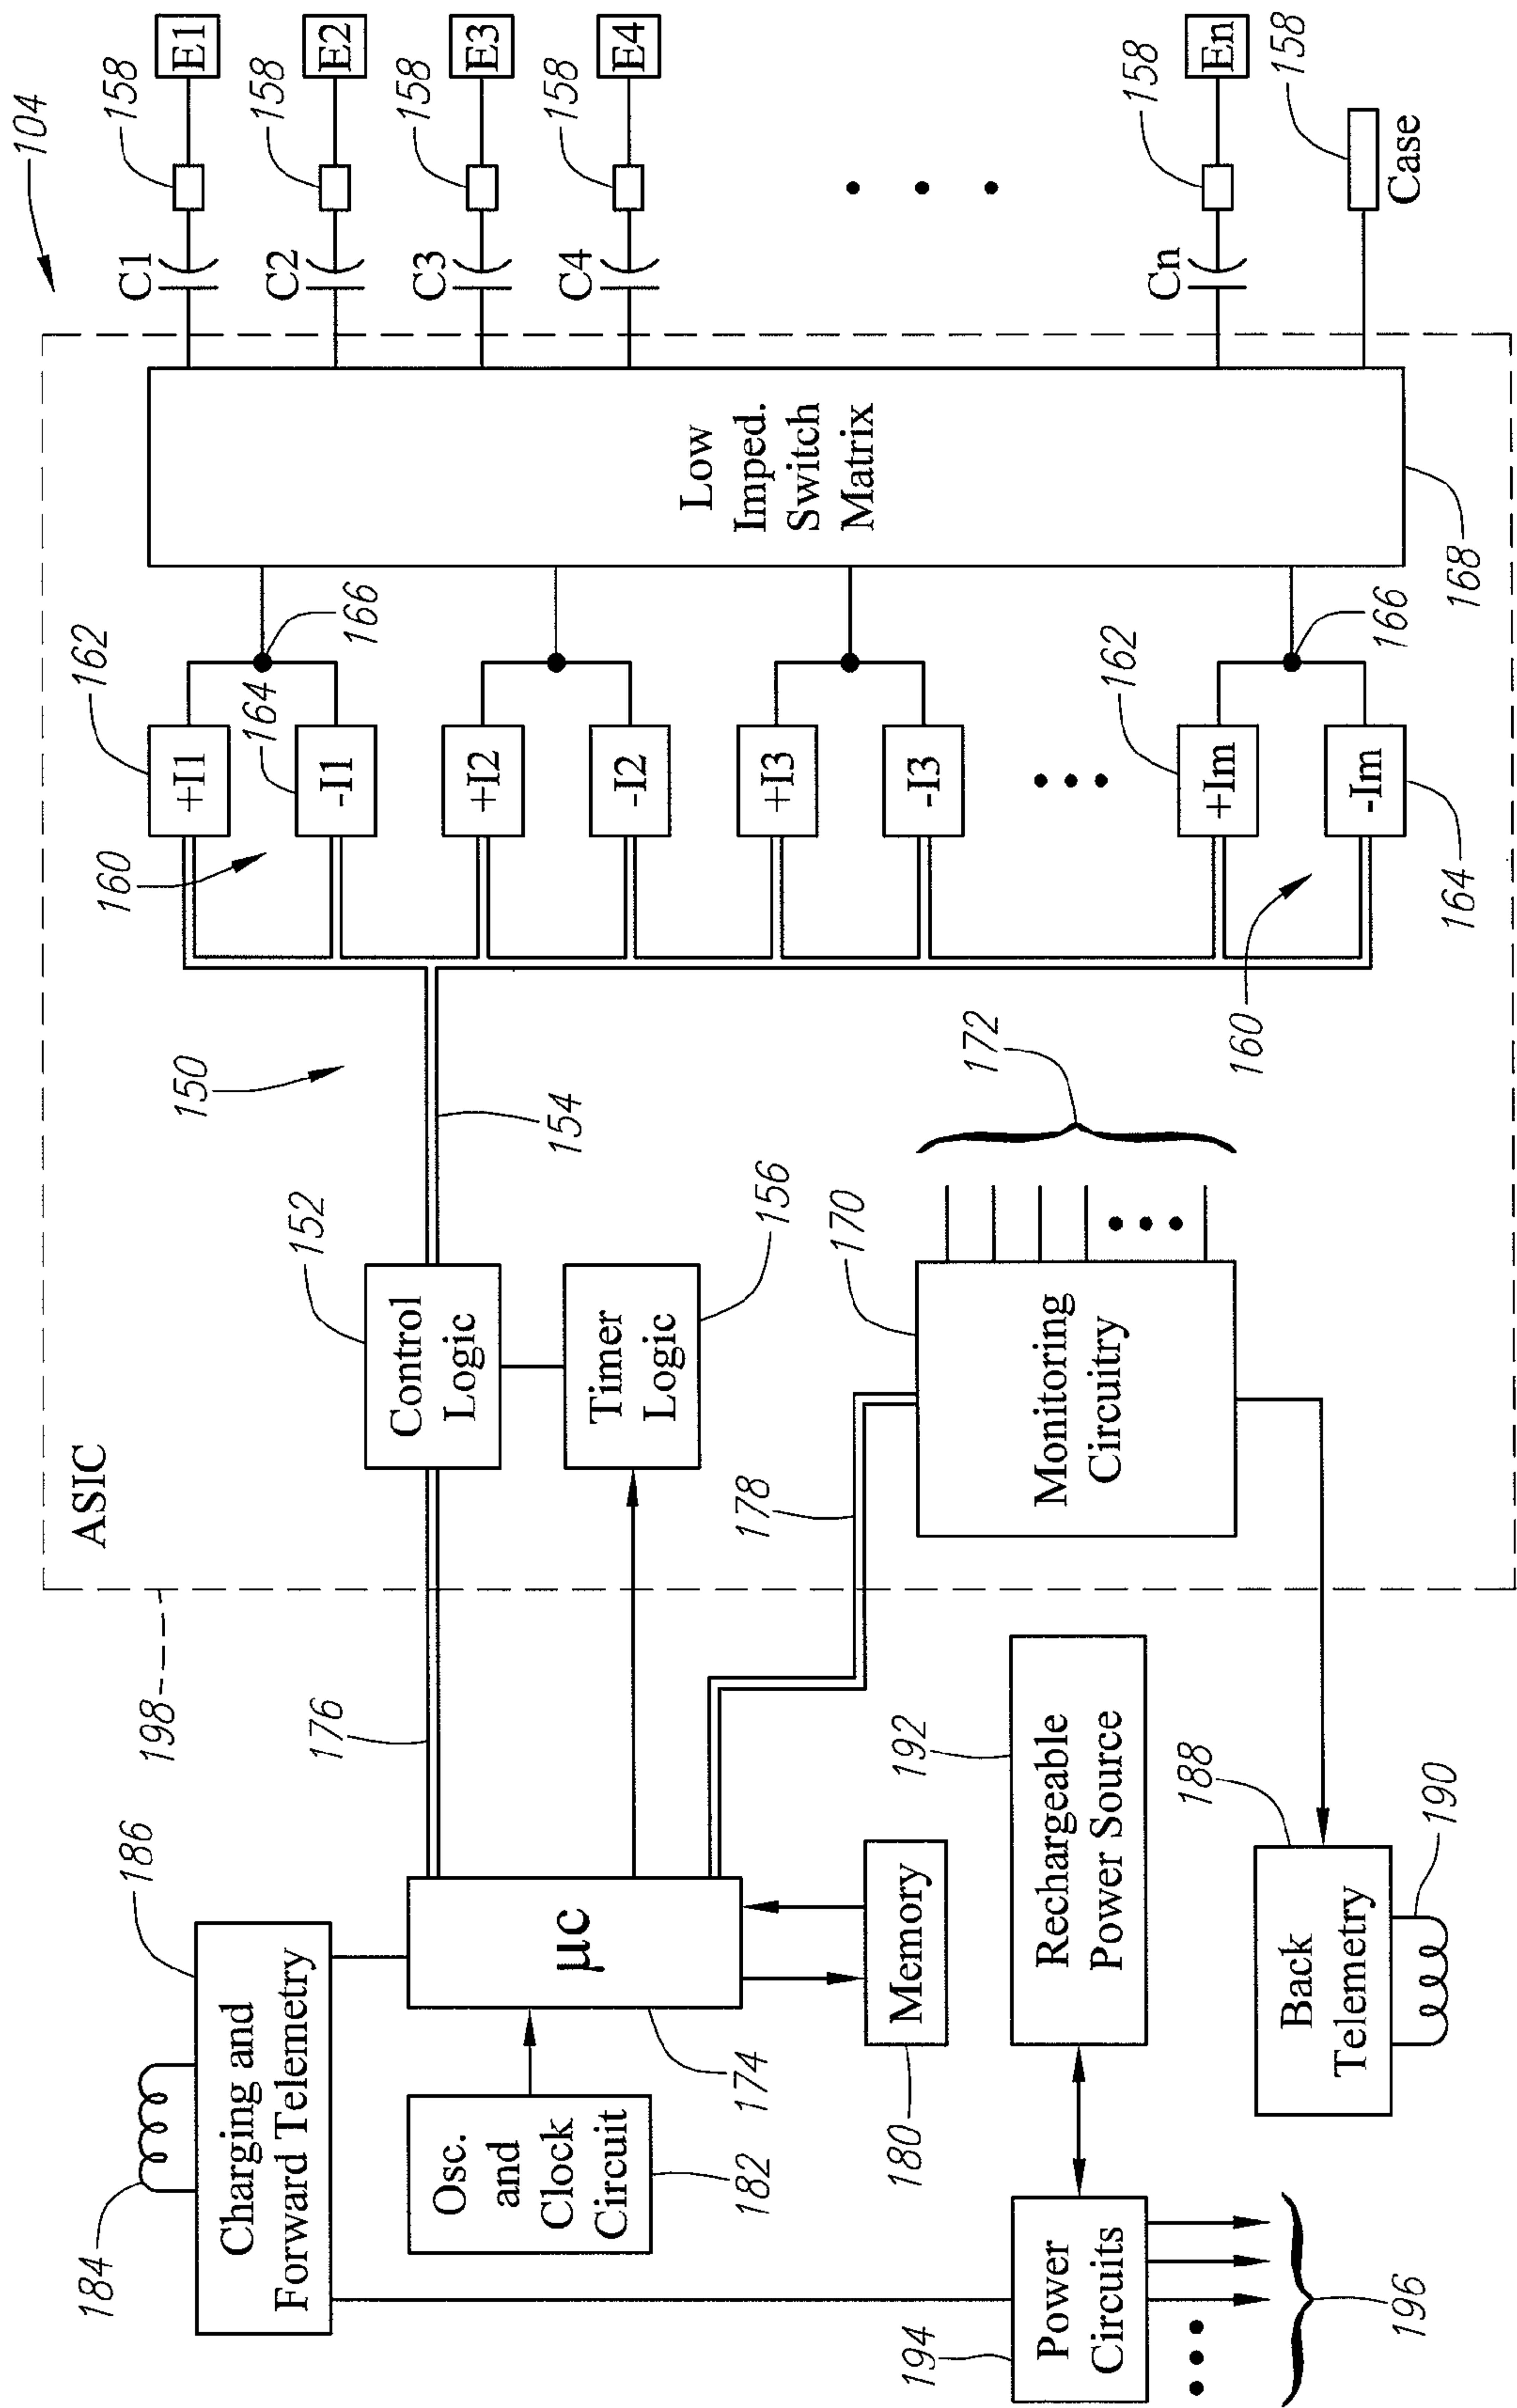 104
E1
E2
E3
E4
En
158
158
158
158
158
158
C1
C2
C3
C4
Cn
Case
Low
Imped.
Switch
Matrix
168
166
166
162
164
162
164
+I1
-I1
+I2
-I2
+I3
-I3
+Im
-Im
160
160
150
154
172
152
Control
Logic
156
Timer
Logic
170
Monitoring
Circuitry
ASIC
198
176
178
186
Charging and
Forward Telemetry
184
µc
174
Osc.
and
Clock
Circuit
182
Memory
180
192
Rechargeable
Power Source
188
Back
Telemetry
190
194
Power
Circuits
196